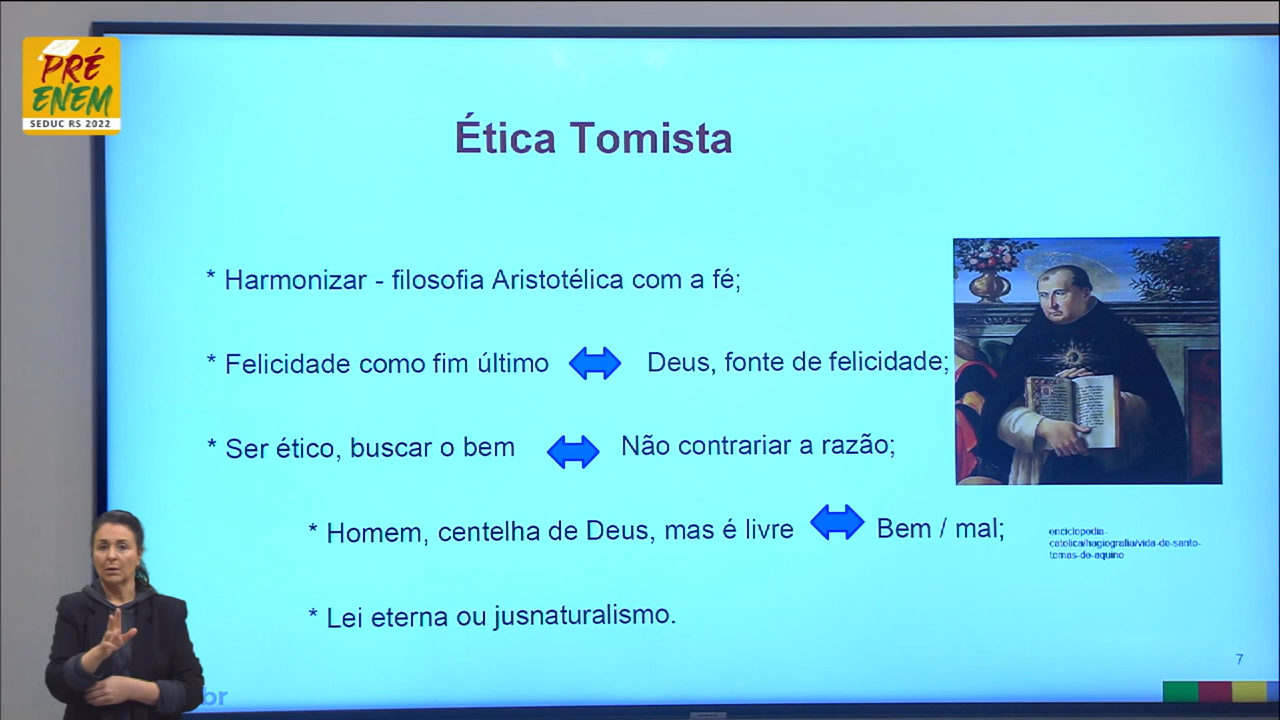 PRÉ
ENEM
SEDUC RS 2022
Ética Tomista
* Harmonizar - filosofia Aristotélica com a fé;
* Felicidade como fim último Deus, fonte de felicidade;
* Ser ético, buscar o bem Não contrariar a razão;
* Homem, centelha de Deus, mas é livre Bem / mal;
enciclopedia-
catolica/hagiografia/vida-de-santo-
tomas-de-aquino
* Lei eterna ou jusnaturalismo.
7
br